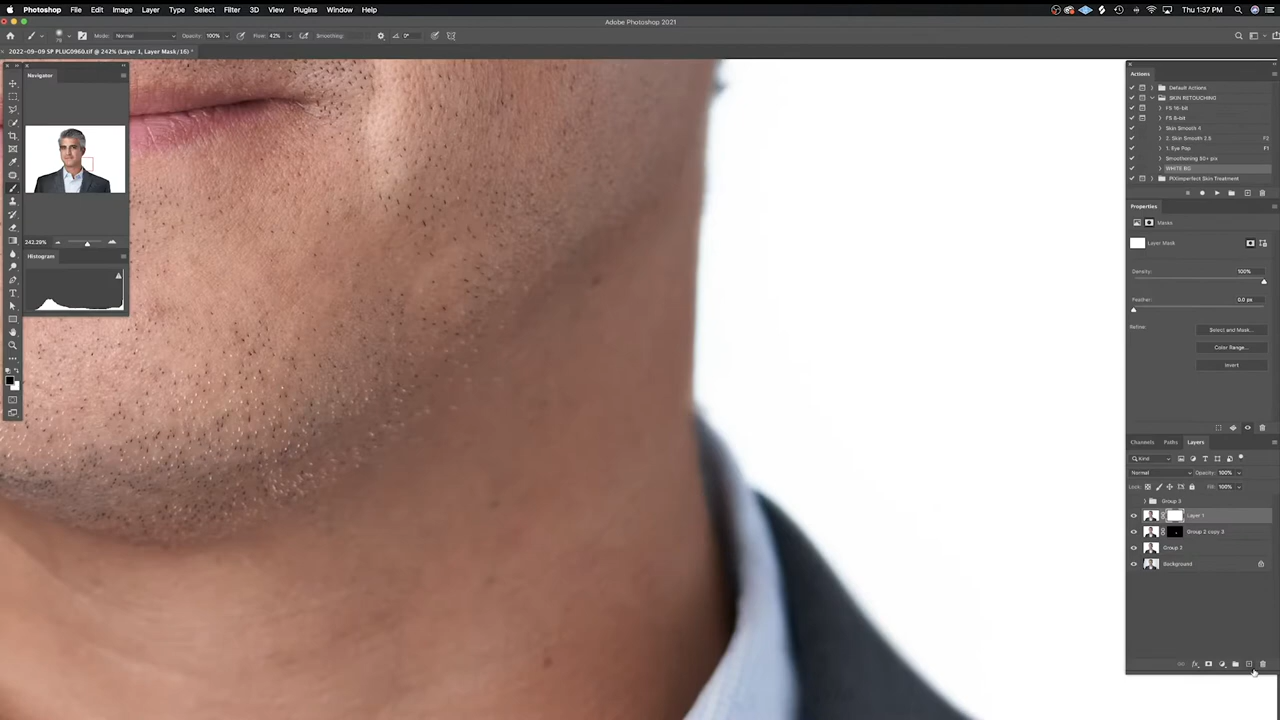 Photoshop File Edit Image Layer Type Select Filter 3D View Plugins Window Help Thu 1:37 PM
Adobe Photoshop 2021
Mode: Normal Opacity: 100% Flow: 42% Smoothing: 0°
2022-09-09 SP PLUG0960.tif @ 242% (Layer 1, Layer Mask/16) *
Navigator
242.29%
Histogram
Actions
Default Actions
SKIN RETOUCHING
FS 16-bit
FS 8-bit
Skin Smooth 4
2. Skin Smooth 3.5 F2
1. Eye Pop F1
Smoothening 50+ px
WHITE BG
PiXimperfect Skin Treatment
Properties
Masks
Layer Mask
Density: 100%
Feather: 0.0 px
Refine:
Select and Mask...
Color Range...
Invert
Channels Paths Layers
Kind
Normal Opacity: 100%
Lock: Fill: 100%
Group 3
Layer 1
Group 2 copy 3
Group 2
Background
fx